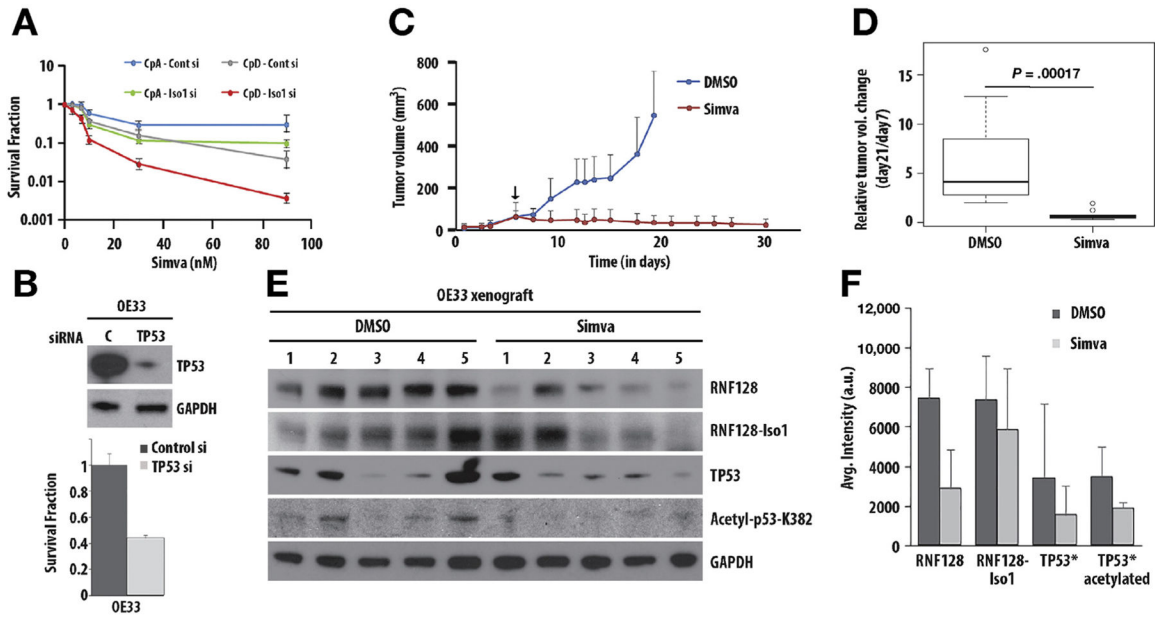 A
CpA - Cont si
CpD - Cont si
CpA - Iso1 si
CpD - Iso1 si
10
1
0.1
0.01
0.001
Survival Fraction
0 20 40 60 80 100
Simva (nM)
B
OE33
siRNA C TP53
TP53
GAPDH
Control si
TP53 si
1
0.8
0.6
0.4
0.2
0
Survival Fraction
OE33
C
DMSO
Simva
800
600
400
200
0
Tumor volume (mm³)
0 10 20 30
Time (in days)
D
P = .00017
15
10
5
0
Relative tumor vol. change
(day21/day7)
DMSO Simva
E
OE33 xenograft
DMSO Simva
1 2 3 4 5 1 2 3 4 5
RNF128
RNF128-Iso1
TP53
Acetyl-p53-K382
GAPDH
F
DMSO
Simva
12,000
10,000
8000
6000
4000
2000
0
Avg. Intensity (a.u.)
RNF128 RNF128-Iso1 TP53* TP53* acetylated